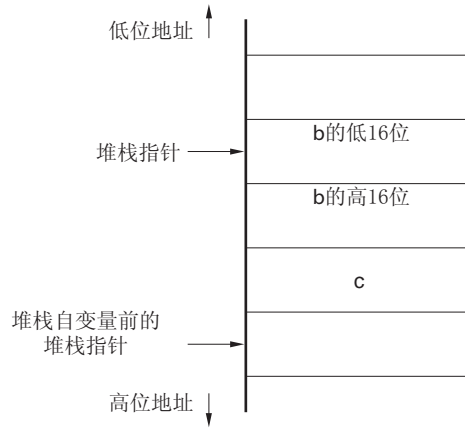 低位地址
b的低16位
堆栈指针
b的高16位
c
堆栈自变量前的
堆栈指针
高位地址